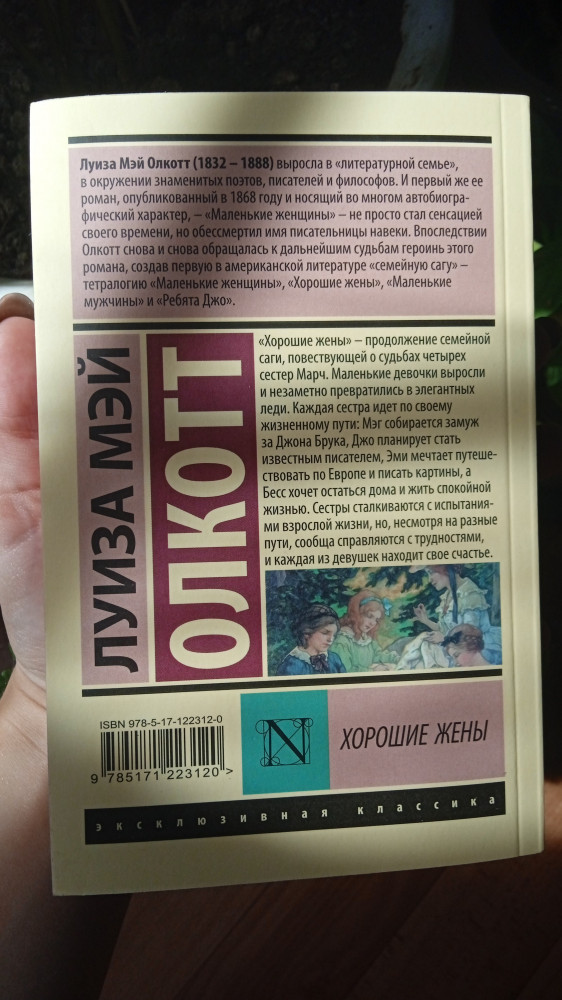 Луиза Мэй Олкотт (1832 – 1888) выросла в «литературной семье»,
в окружении знаменитых поэтов, писателей и философов. И первый же ее
роман, опубликованный в 1868 году и носящий во многом автобиогра-
фический характер, – «Маленькие женщины» – не просто стал сенсацией
своего времени, но обессмертил имя писательницы навеки. Впоследствии
Олкотт снова и снова обращалась к дальнейшим судьбам героинь этого
романа, создав первую в американской литературе «семейную сагу» –
тетралогию «Маленькие женщины», «Хорошие жены», «Маленькие
мужчины» и «Ребята Джо».
ЛУИЗА МЭЙ
ОЛКОТТ
«Хорошие жены» – продолжение семейной
саги, повествующей о судьбах четырех
сестер Марч. Маленькие девочки выросли
и незаметно превратились в элегантных
леди. Каждая сестра идет по своему
жизненному пути: Мэг собирается замуж
за Джона Брука, Джо планирует стать
известным писателем, Эми мечтает путеше-
ствовать по Европе и писать картины, а
Бесс хочет остаться дома и жить спокойной
жизнью. Сестры сталкиваются с испытания-
ми взрослой жизни, но, несмотря на разные
пути, сообща справляются с трудностями,
и каждая из девушек находит свое счастье.
ISBN 978-5-17-122312-0
9 785171 223120 >
N
ХОРОШИЕ ЖЕНЫ
эксклюзивная классика